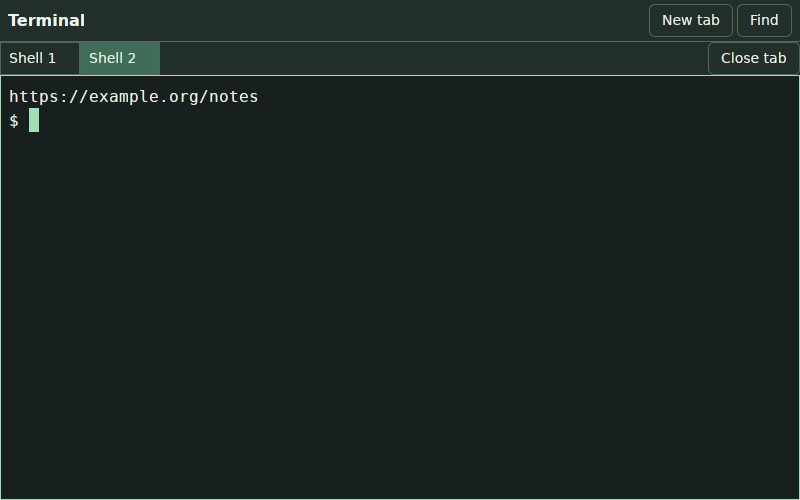 Terminal New tab Find
Shell 1 Shell 2 Close tab
https://example.org/notes
$